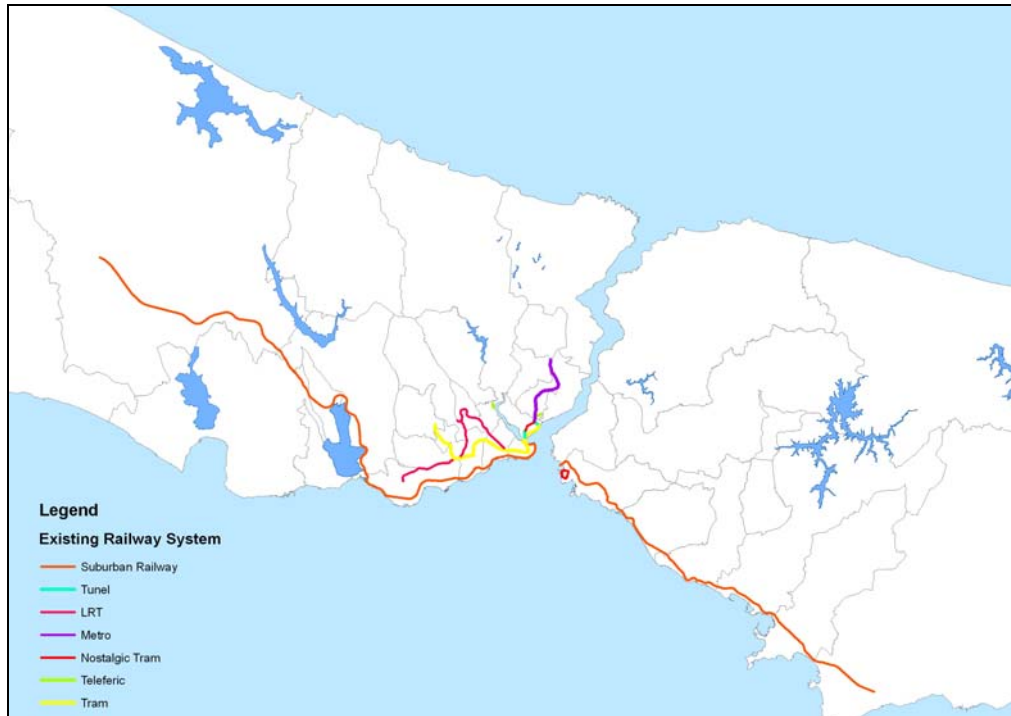 Legend
Existing Railway System
Suburban Railway
Tunel
LRT
Metro
Nostalgic Tram
Teleferic
Tram